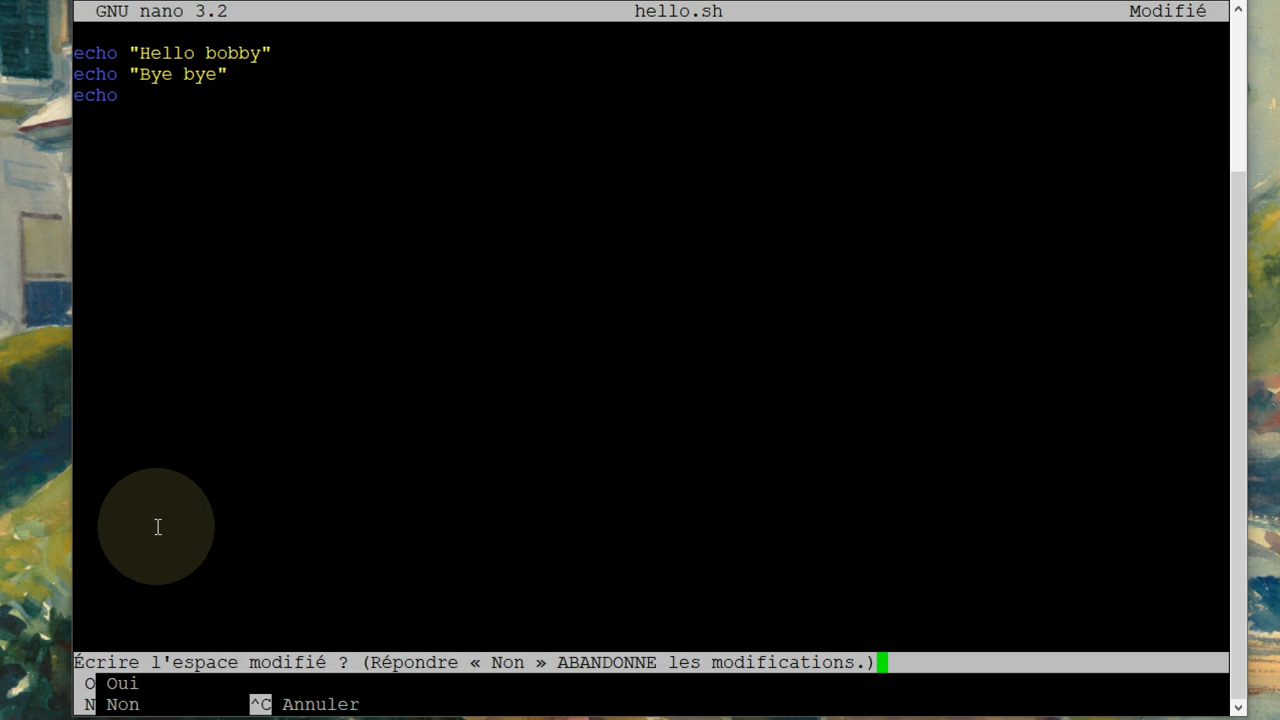 GNU nano 3.2 hello.sh Modifié
echo "Hello bobby"
echo "Bye bye"
echo
Écrire l'espace modifié ? (Répondre « Non » ABANDONNE les modifications.)
O Oui
N Non ^C Annuler